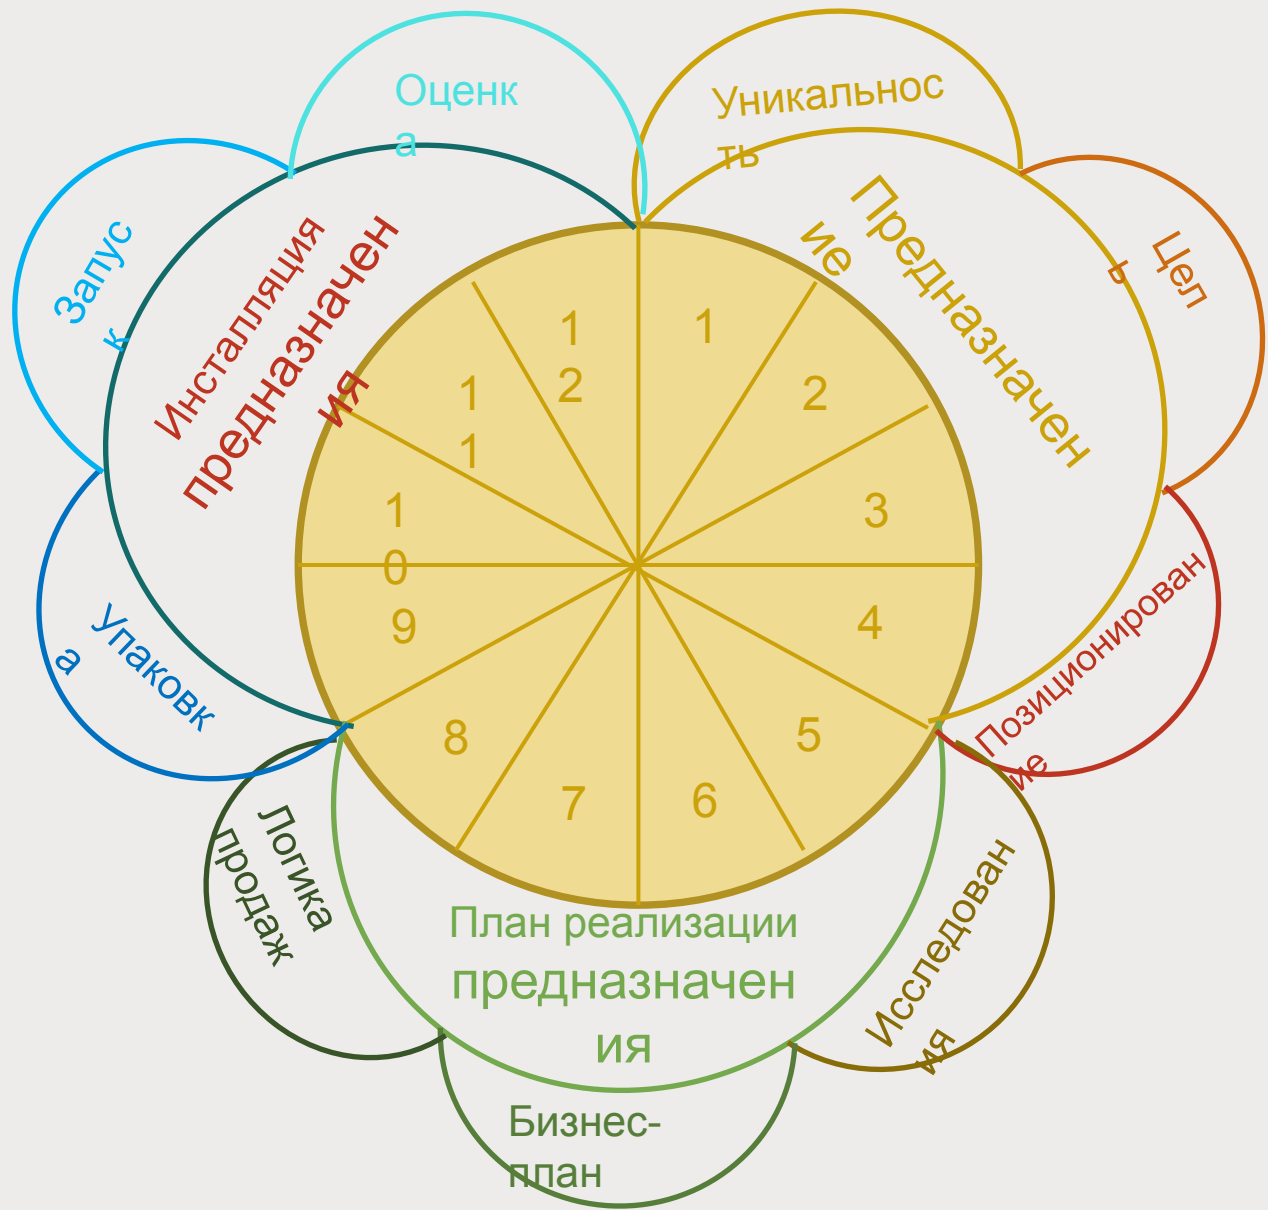 Оценк
а
Уникальнос
ть
Запус
к
Инсталляция
предназначен
ия
Предназначен
ие
Цел
ь
1
2
1
1
1
2
1
0
3
9
4
8
5
7
6
Упаковк
а
Позиционирован
ие
Логика
продаж
План реализации
предназначен
ия
Исследован
ия
Бизнес-
план